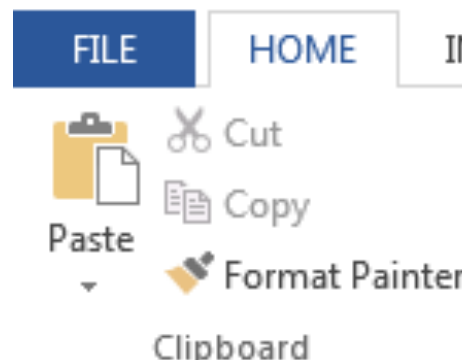 FILE HOME
Cut
Copy
Paste
Format Painter
Clipboard